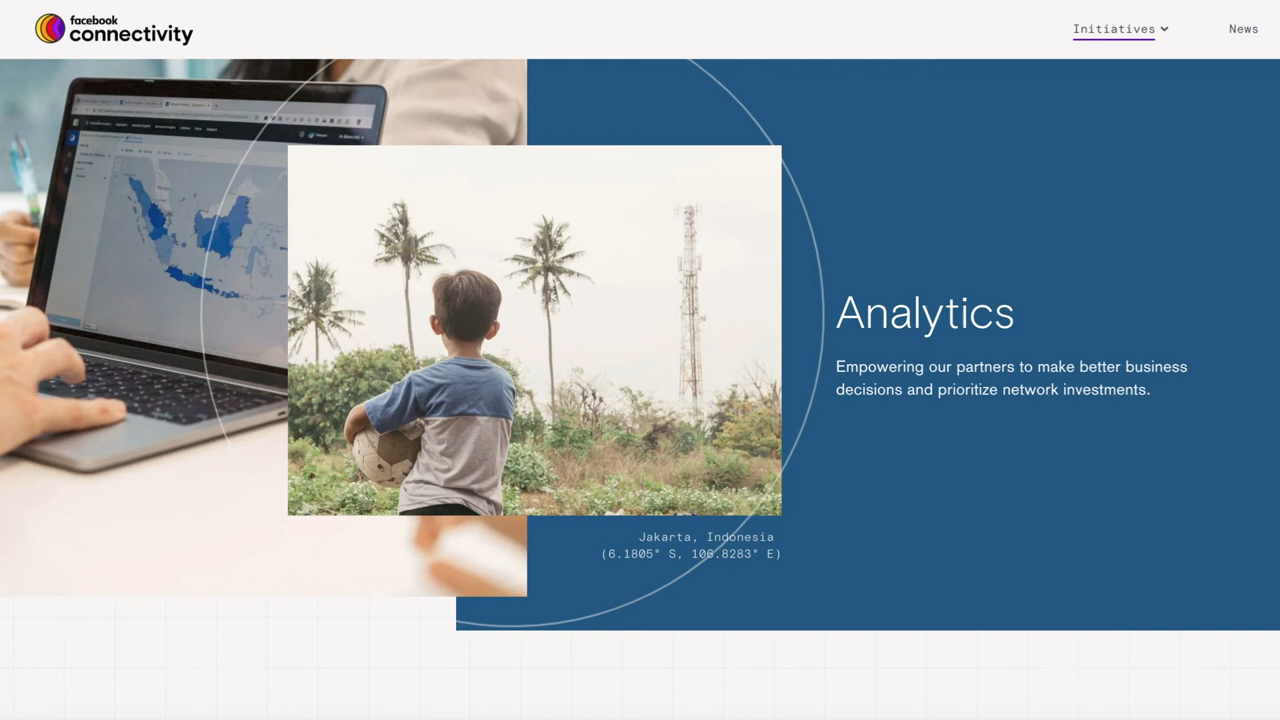 facebook
connectivity
Initiatives
News
Analytics
Empowering our partners to make better business
decisions and prioritize network investments.
Jakarta, Indonesia
(6.1805° S, 106.8283° E)